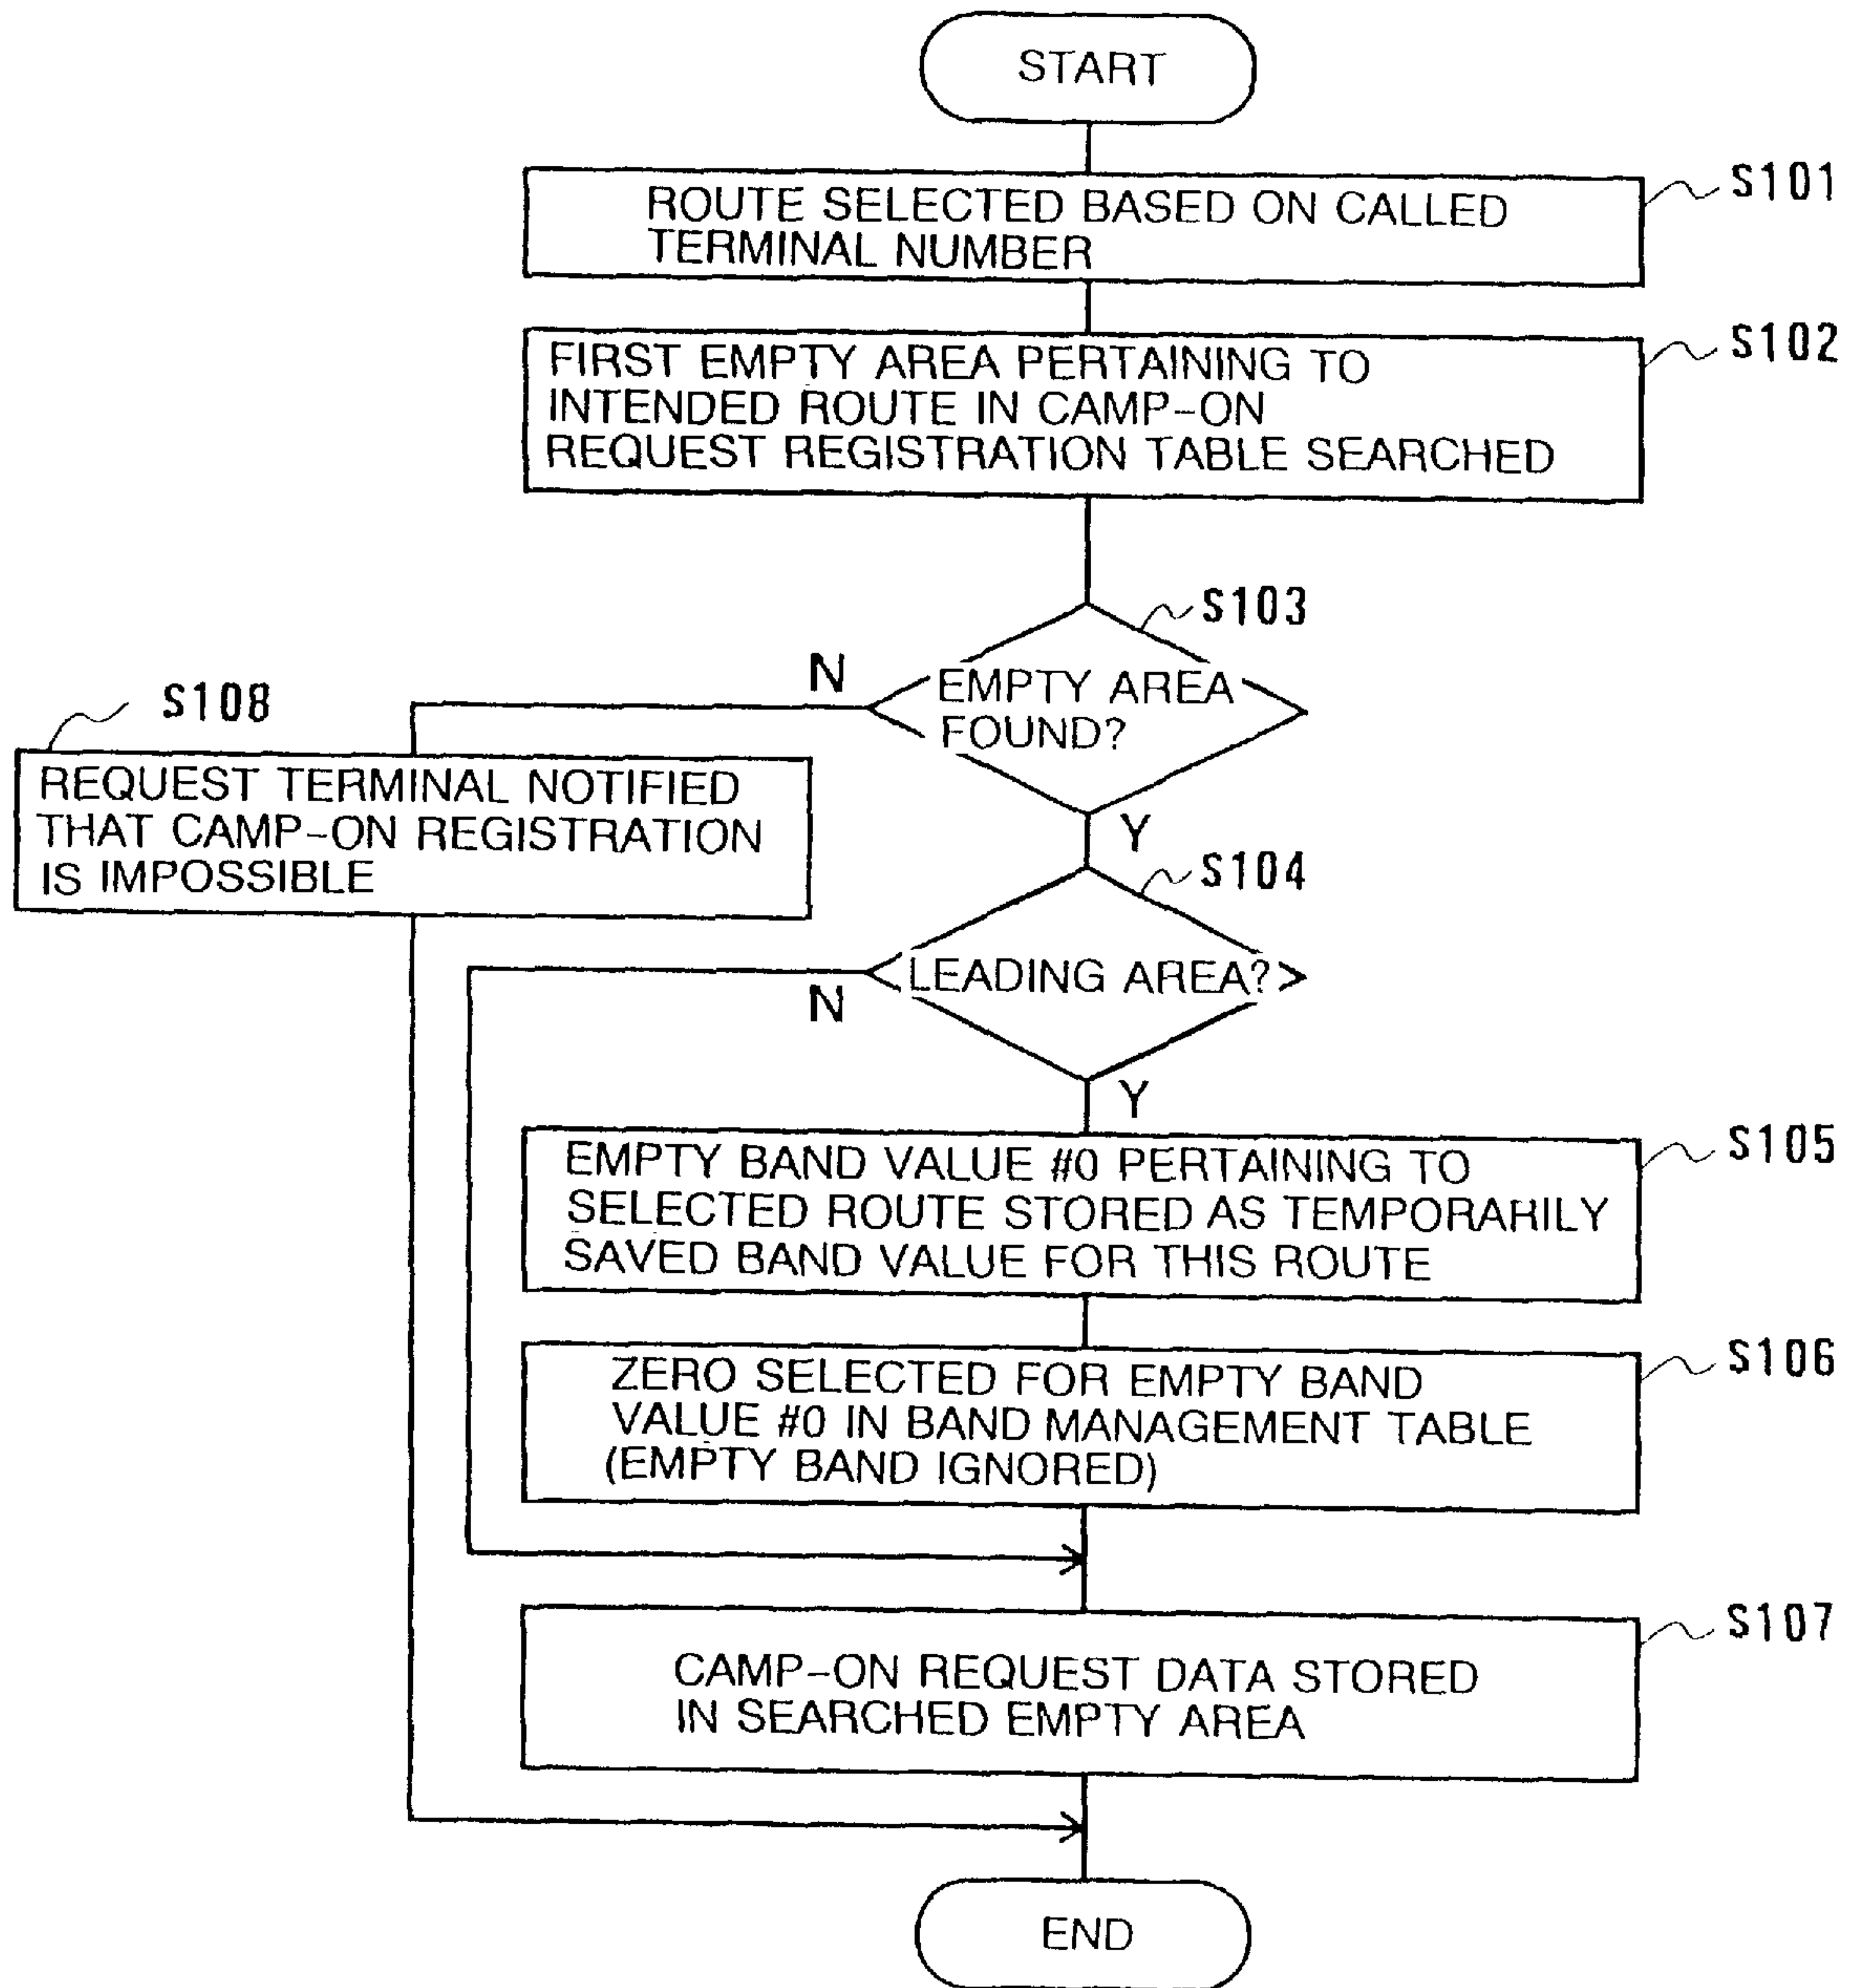 START
S101
ROUTE SELECTED BASED ON CALLED
TERMINAL NUMBER
S102
FIRST EMPTY AREA PERTAINING TO
INTENDED ROUTE IN CAMP-ON
REQUEST REGISTRATION TABLE SEARCHED
S103
N
EMPTY AREA
FOUND?
Y
S108
REQUEST TERMINAL NOTIFIED
THAT CAMP-ON REGISTRATION
IS IMPOSSIBLE
S104
LEADING AREA?
N
Y
S105
EMPTY BAND VALUE #0 PERTAINING TO
SELECTED ROUTE STORED AS TEMPORAHILY
SAVED BAND VALUE FOR THIS ROUTE
S106
ZERO SELECTED FOR EMPTY BAND
VALUE #0 IN BAND MANAGEMENT TABLE
(EMPTY BAND IGNORED)
S107
CAMP-ON REQUEST DATA STORED
IN SEARCHED EMPTY AREA
END